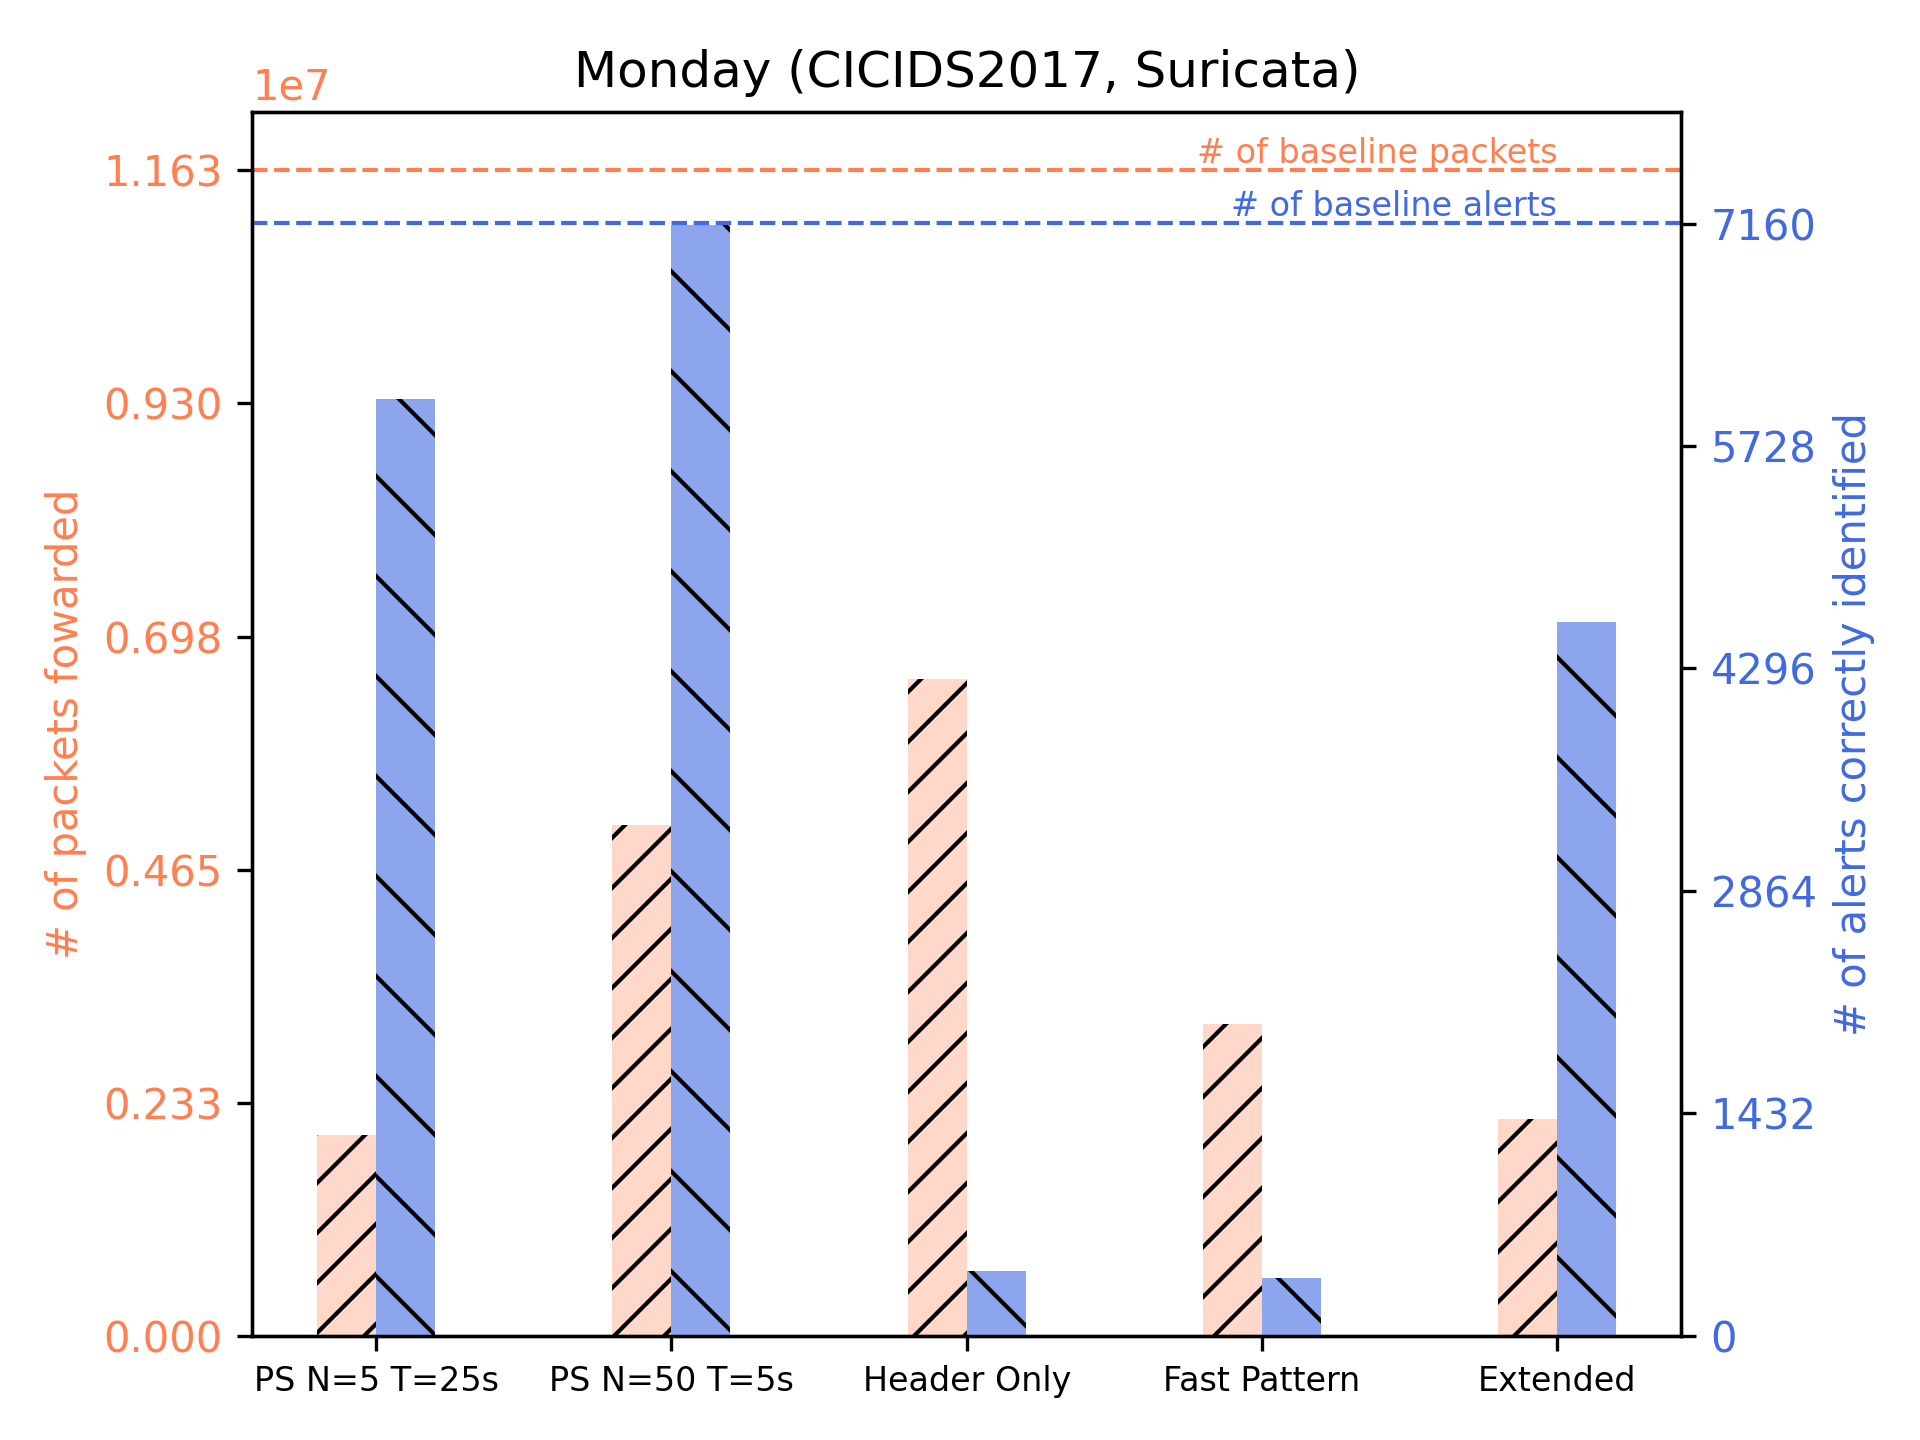 Monday (CICIDS2017, Suricata)
1e7
# of baseline packets
# of baseline alerts
# of packets fowarded
1.163
0.930
0.698
0.465
0.233
0.000
7160
5728
4296
2864
1432
0
# of alerts correctly identified
PS N=5 T=25s
PS N=50 T=5s
Header Only
Fast Pattern
Extended